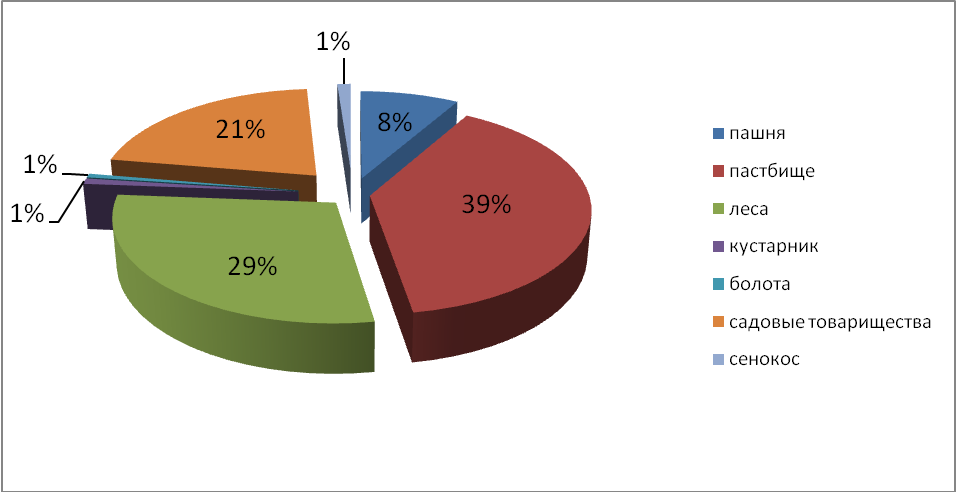 1%
8%
21%
39%
1%
1%
29%
пашня
пастбище
леса
кустарник
болота
садовые товарищества
сенокос